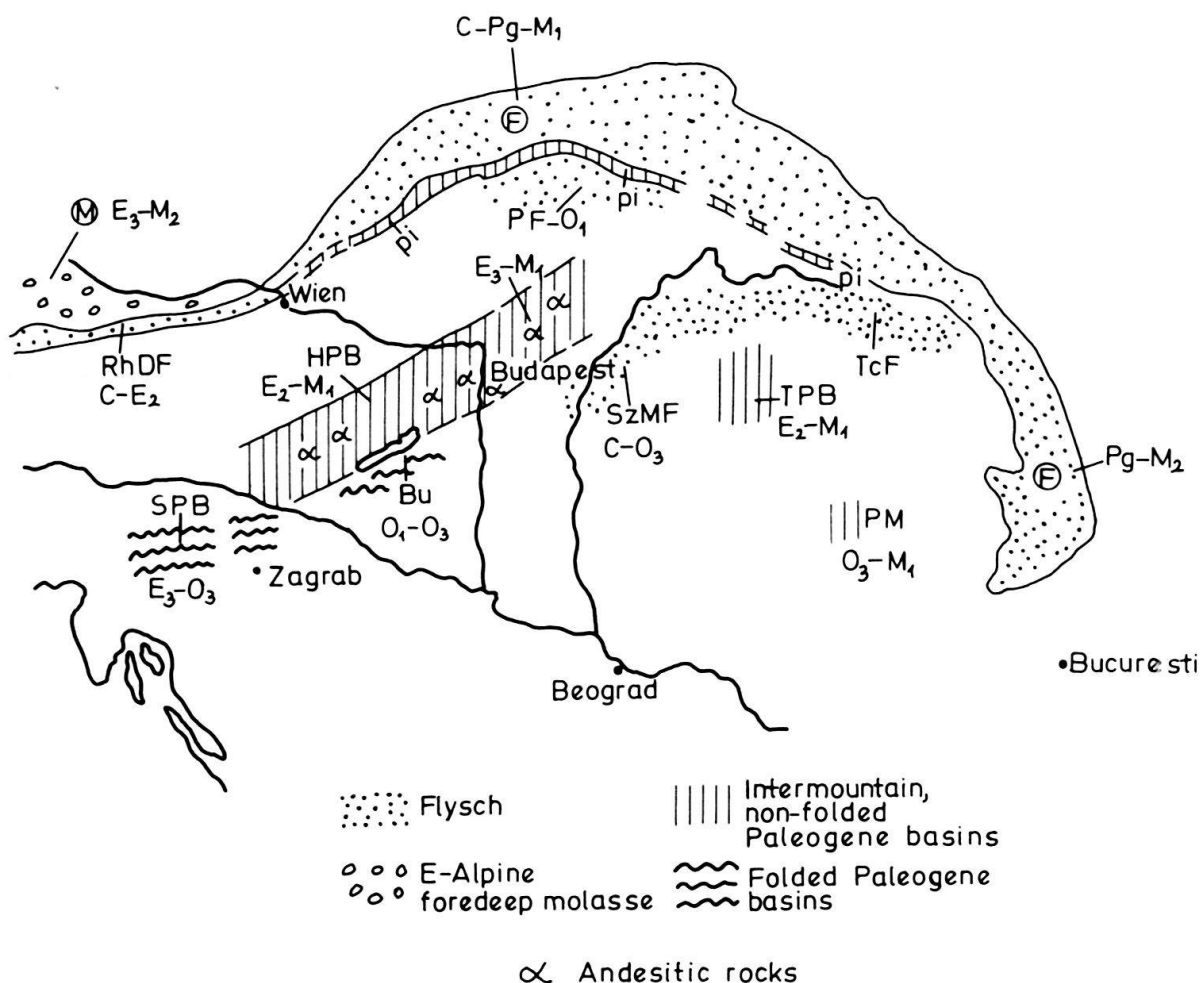 C-Pg-M₁
F
M E₃-M₂
pi
pi
PF-O₁
E₃-M₁
α
α
Wien
pi
RhDF
C-E₂
HPB
E₂-M₁
Budapest.
α
α
α
α
α
TcF
SzMF
C-O₃
TPB
E₂-M₁
F
Pg-M₂
Bu
O₁-O₃
SPB
E₃-O₃
PM
O₃-M₁
Zagrab
Beograd
Bucuresti
Flysch
Intermountain,
non-folded
Paleogene basins
E-Alpine
foredeep molasse
Folded Paleogene
basins
α Andesitic rocks